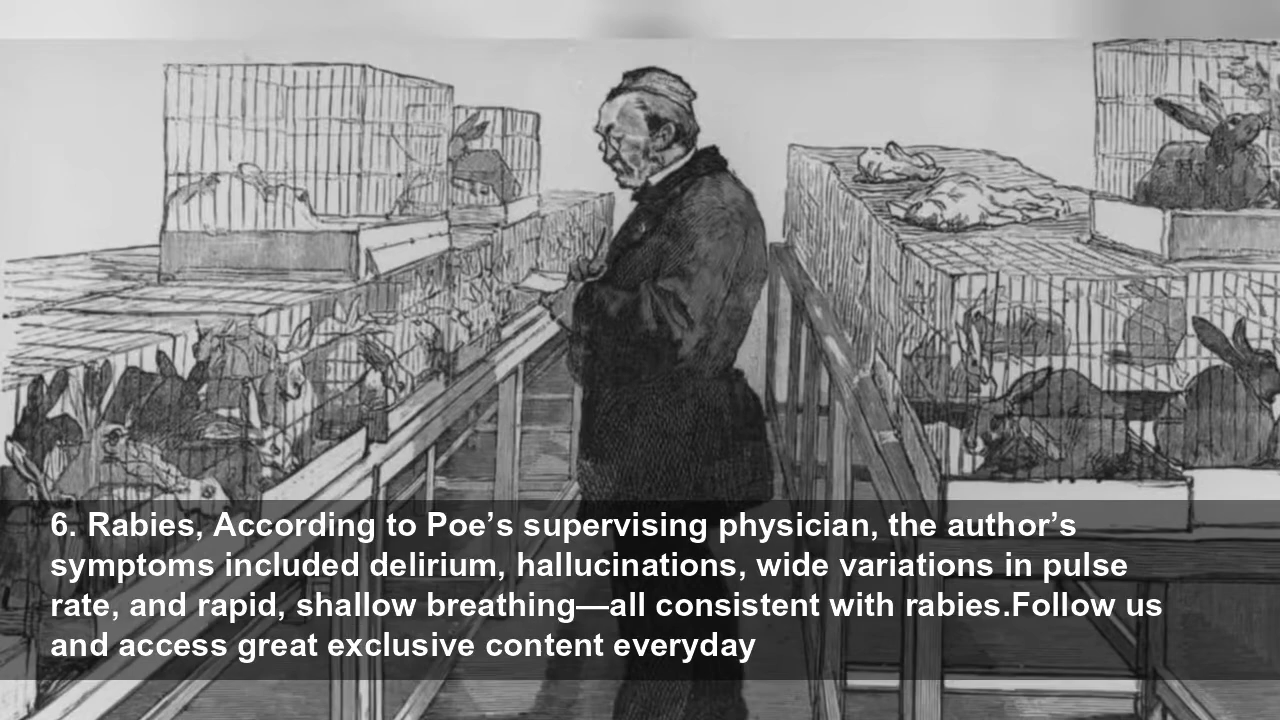 6. Rabies, According to Poe’s supervising physician, the author’s
symptoms included delirium, hallucinations, wide variations in pulse
rate, and rapid, shallow breathing—all consistent with rabies.Follow us
and access great exclusive content everyday